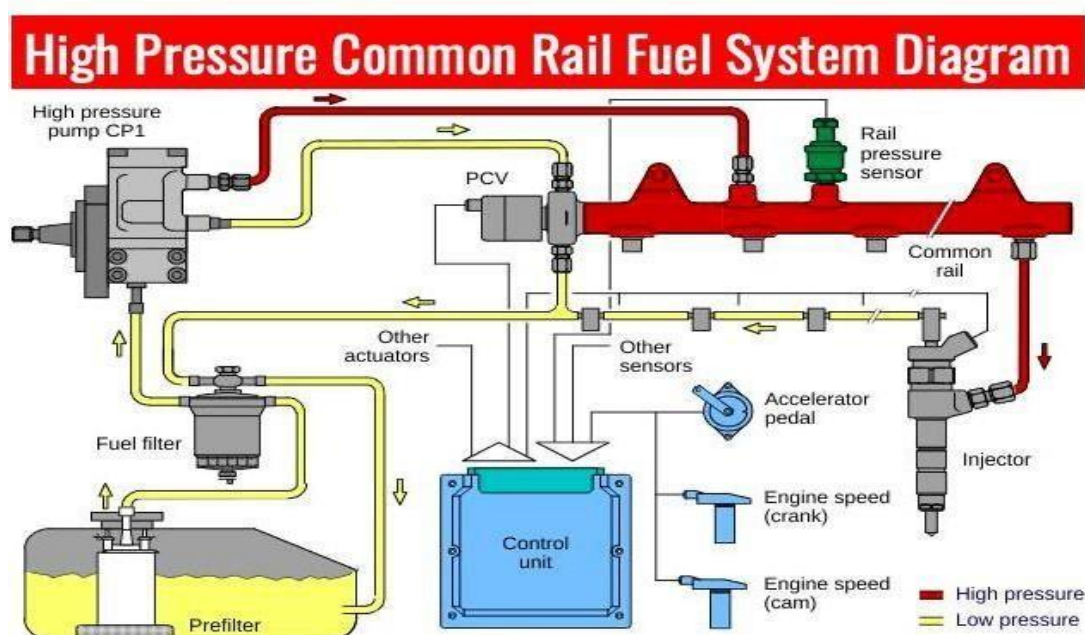 High Pressure Common Rail Fuel System Diagram
High pressure
pump CP1
PCV
Rail
pressure
sensor
Common
rail
Other
actuators
Other
sensors
Accelerator
pedal
Fuel filter
Injector
Engine speed
(crank)
Control
unit
Engine speed
(cam)
Prefilter
High pressure
Low pressure